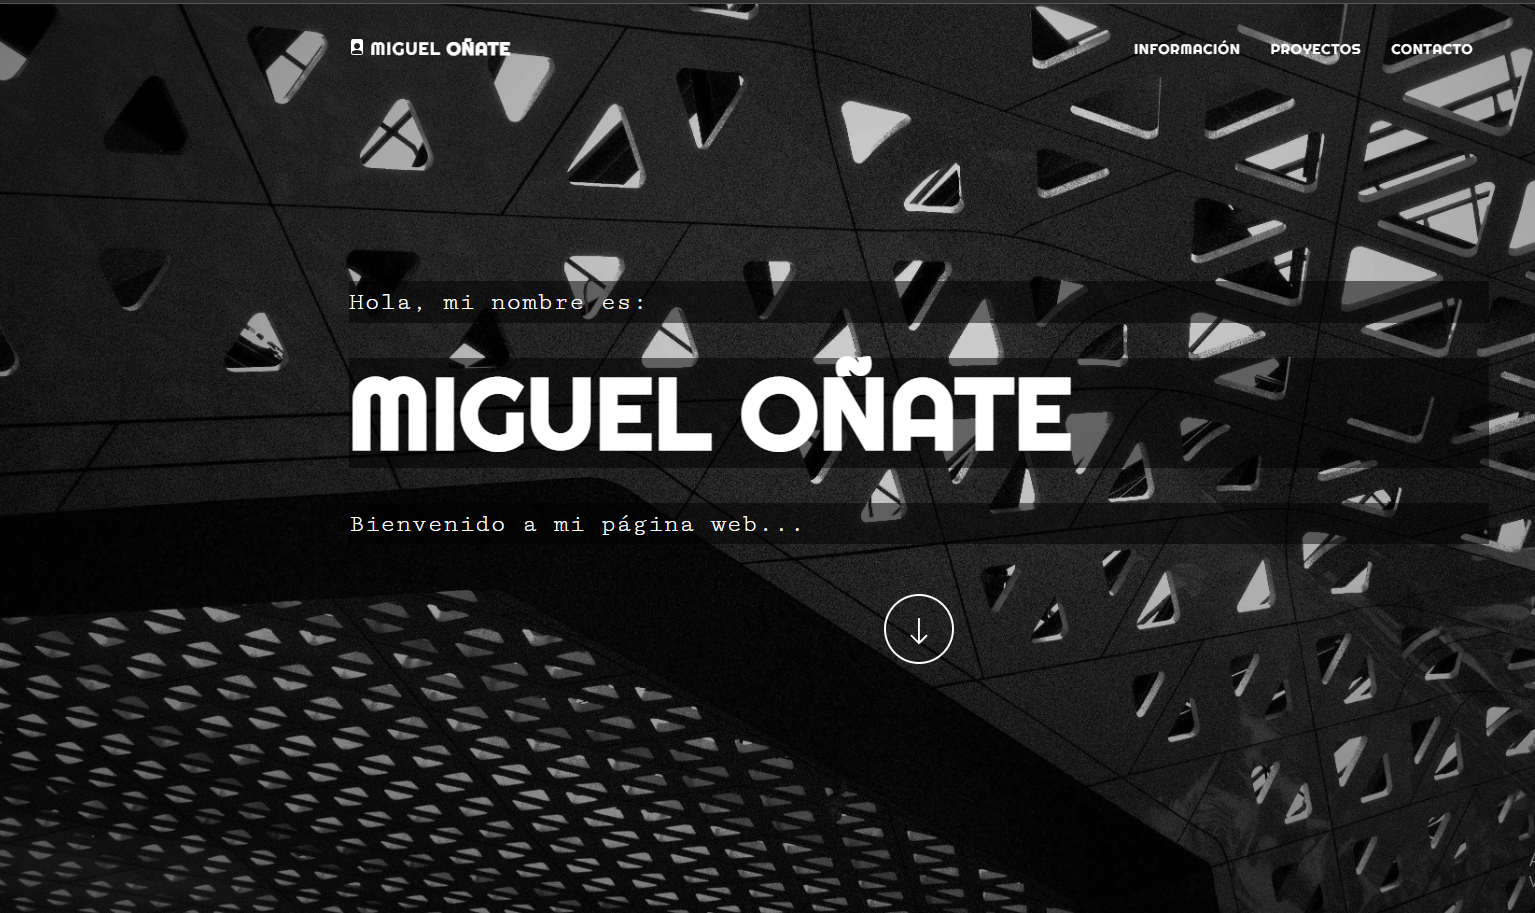 MIGUEL OÑATE
INFORMACIÓN PROYECTOS CONTACTO
Hola, mi nombre es:
MIGUEL OÑATE
Bienvenido a mi página web...